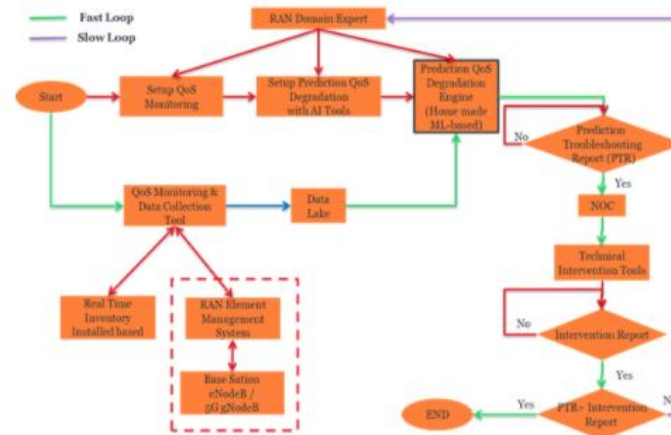 Fast Loop
Slow Loop
RAN Domain Expert
Start
Setup QoS
Monitoring
Setup Prediction QoS
Degradation
with AI Tools
Prediction QoS
Degradation
Engine
(Home made
ML-based)
No
Prediction
Troubleshooting
Report (PTR)
Yes
QoS Monitoring &
Data Collection
Tool
Data
Lake
NOC
Technical
Intervention Tools
Real Time
Inventory
Installed based
RAN Element
Management
System
No
Intervention Report
Base Sation
eNodeB /
5G gNodeB
Yes
END
Yes
PTR= Intervention
Report
N